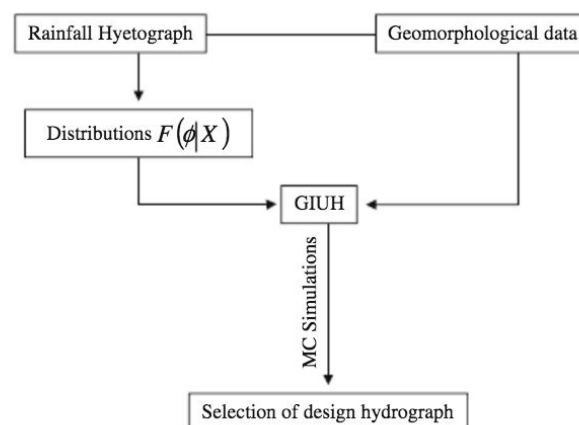 Rainfall Hyetograph
Geomorphological data
Distributions F(ϕ|X)
GIUH
MC Simulations
Selection of design hydrograph